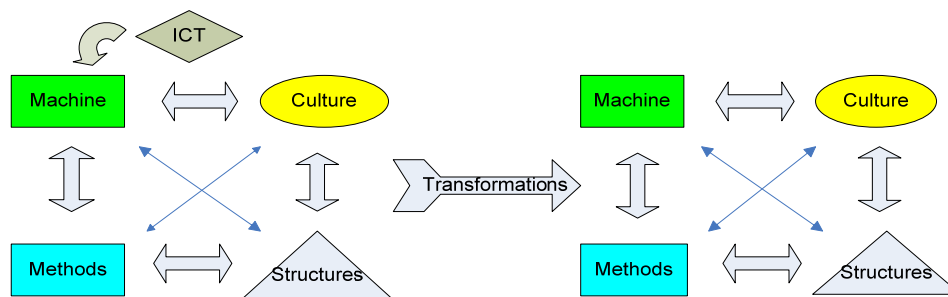 ICT
Machine
Culture
Machine
Culture
Transformations
Methods
Structures
Methods
Structures